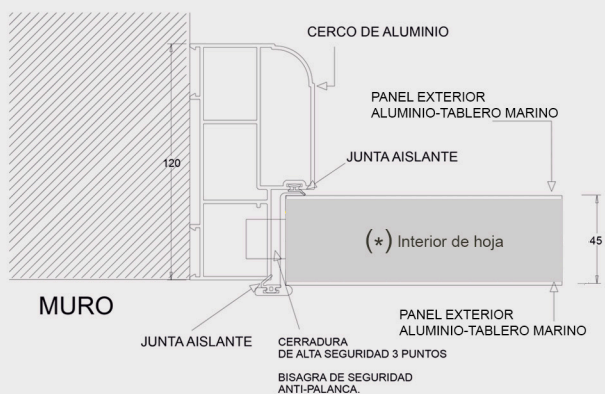 CERCO DE ALUMINIO
PANEL EXTERIOR
ALUMINIO-TABLERO MARINO
120
JUNTA AISLANTE
(*) Interior de hoja
45
MURO
JUNTA AISLANTE
CERRADURA
DE ALTA SEGURIDAD 3 PUNTOS
BISAGRA DE SEGURIDAD
ANTI-PALANCA.
PANEL EXTERIOR
ALUMINIO-TABLERO MARINO